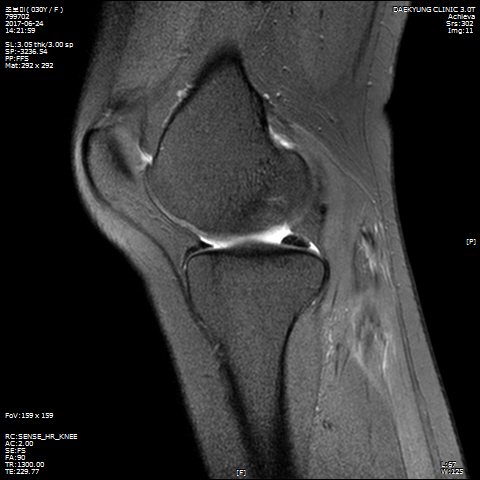 조보미 ( 030Y / F )
799702
2017-06-24
14:21:59
SL:3.05 thk/3.00 sp
SP:-3236.54
PP:FFS
Mat:292 x 292
DAEKYUNG CLINIC 3.0T
Achieva
Srs:302
Img:11
[P]
FoV:159 x 159
RC:SENSE_HR_KNEE
AC:2.00
SE:FS
FA:90
TR:1300.00
TE:229.77
[F]
L:67
W:125